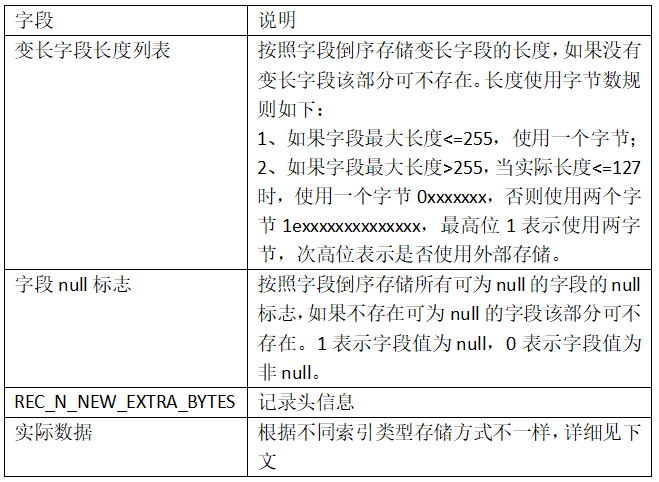 字段 说明
变长字段长度列表 按照字段倒序存储变长字段的长度，如果没有
变长字段该部分可不存在。长度使用字节数规
则如下：
1、如果字段最大长度<=255，使用一个字节；
2、如果字段最大长度>255，当实际长度<=127
时，使用一个字节 0xxxxxxx，否则使用两个字
节 1exxxxxxxxxxxxxx，最高位 1 表示使用两字
节，次高位表示是否使用外部存储。
字段 null 标志 按照字段倒序存储所有可为 null 的字段的 null
标志，如果不存在可为 null 的字段该部分可不
存在。1 表示字段值为 null，0 表示字段值为
非 null。
REC_N_NEW_EXTRA_BYTES 记录头信息
实际数据 根据不同索引类型存储方式不一样，详细见下
文